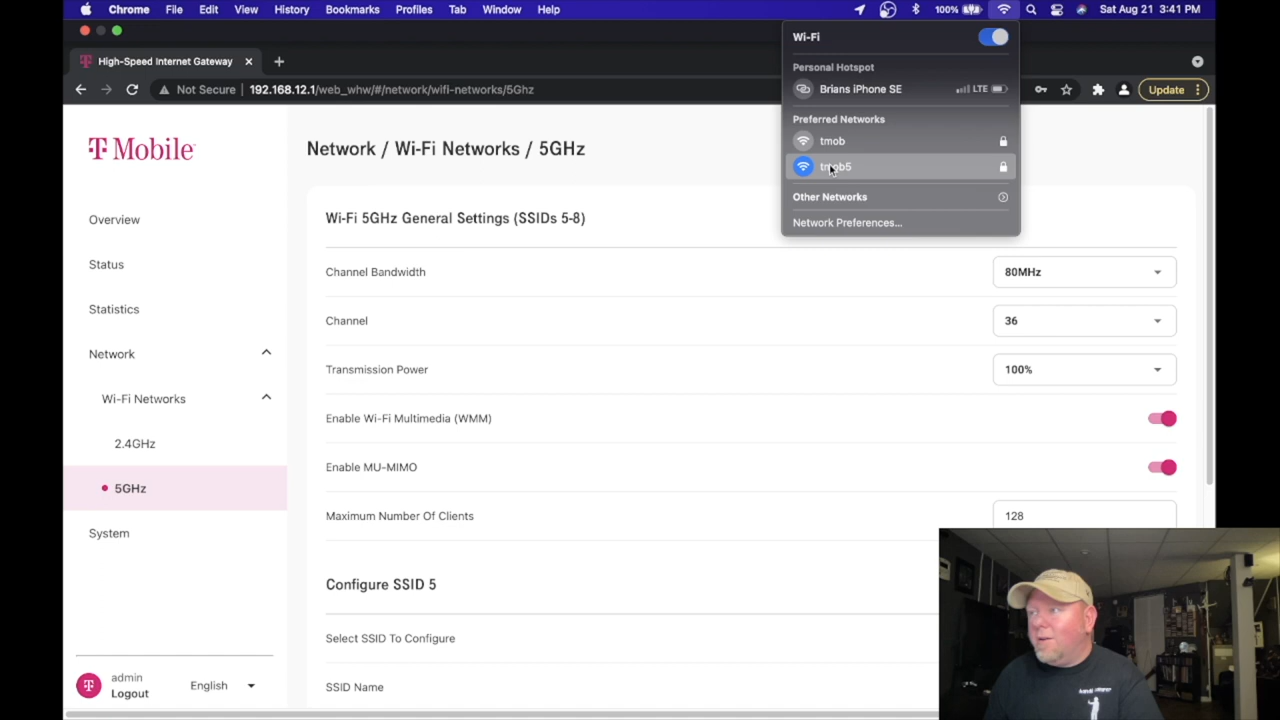 Chrome File Edit View History Bookmarks Profiles Tab Window Help 100% Sat Aug 21 3:41 PM
High-Speed Internet Gateway
Not Secure 192.168.12.1/web_whw/#/network/wifi-networks/5Ghz Update
Wi-Fi
Personal Hotspot
Brians iPhone SE LTE
Preferred Networks
tmob
tmob5
Other Networks
Network Preferences...
T Mobile
Overview
Status
Statistics
Network
Wi-Fi Networks
2.4GHz
5GHz
System
admin
Logout
English
Network / Wi-Fi Networks / 5GHz
Wi-Fi 5GHz General Settings (SSIDs 5-8)
Channel Bandwidth 80MHz
Channel 36
Transmission Power 100%
Enable Wi-Fi Multimedia (WMM)
Enable MU-MIMO
Maximum Number Of Clients 128
Configure SSID 5
Select SSID To Configure
SSID Name